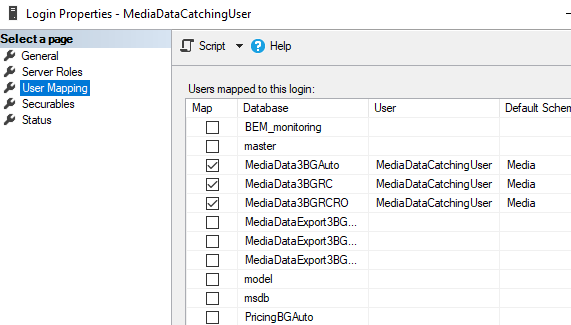 Login Properties - MediaDataCatchingUser
Select a page
General
Server Roles
User Mapping
Securables
Status
Script Help
Users mapped to this login:
Map Database User Default Schem
BEM_monitoring
master
MediaData3BGAuto MediaDataCatchingUser Media
MediaData3BGRC MediaDataCatchingUser Media
MediaData3BGRCRO MediaDataCatchingUser Media
MediaDataExport3BG...
MediaDataExport3BG...
MediaDataExport3BG...
model
msdb
PricingBGAuto